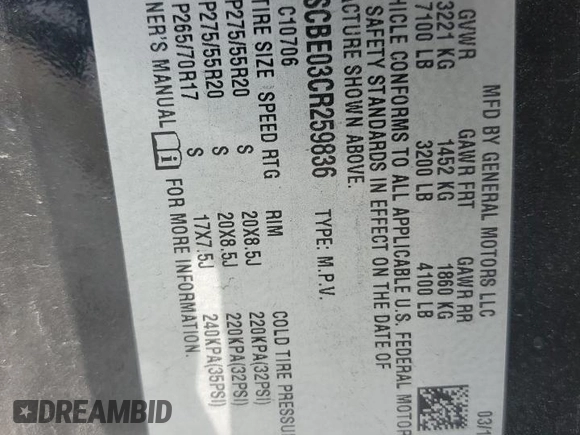 MFD BY GENERAL MOTORS LLC 03/1
GVWR GAWR FRT GAWR RR
3221 KG 1452 KG 1860 KG
7100 LB 3200 LB 4100 LB
HICLE CONFORMS TO ALL APPLICABLE U.S. FEDERAL MOTOR
SAFETY STANDARDS IN EFFECT ON THE DATE OF
ACTURE SHOWN ABOVE.
SCBE03CR259836 TYPE: M.P.V.
C10706
TIRE SIZE SPEED RTG RIM COLD TIRE PRESSU
P275/55R20 S 20X8.5J 220KPA(32PSI)
P275/55R20 S 20X8.5J 220KPA(32PSI)
P265/70R17 S 17X7.5J 240KPA(35PSI)
NER'S MANUAL FOR MORE INFORMATION.
DREAMBID